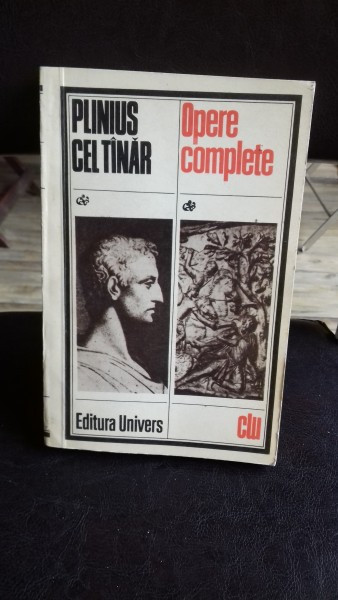 PLINIUS
CEL TÎNĂR
Opere
complete
Editura Univers
clu